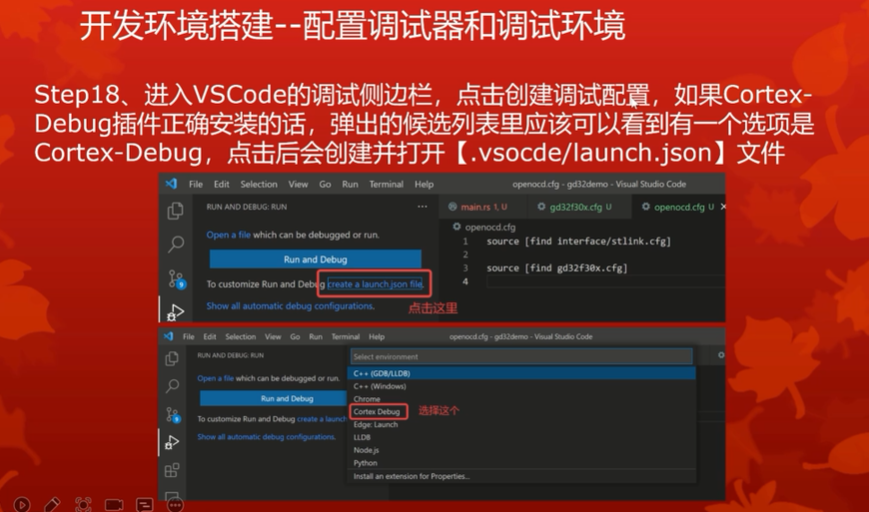 开发环境搭建--配置调试器和调试环境
Step18、进入VSCode的调试侧边栏，点击创建调试配置，如果Cortex-
Debug插件正确安装的话，弹出的候选列表里应该可以看到有一个选项是
Cortex-Debug，点击后会创建并打开【.vsocde/launch.json】文件
File Edit Selection View Go Run Terminal Help openocd.cfg - gd32demo - Visual Studio Code
RUN AND DEBUG: RUN ... main.rs 1, U gd32f30x.cfg U openocd.cfg U
openocd.cfg
Open a file which can be debugged or run.
1 source [find interface/stlink.cfg]
2
Run and Debug
3 source [find gd32f30x.cfg]
4
To customize Run and Debug create a launch.json file.
Show all automatic debug configurations.
点击这里
File Edit Selection View Go Run Terminal Help openocd.cfg - gd32demo - Visual Studio Code
RUN AND DEBUG: RUN
Select environment
Open a file which can be debugged or run.
Run and Debug
To customize Run and Debug create a launch
Show all automatic debug configurations.
C++ (GDB/LLDB)
C++ (Windows)
Chrome
Cortex Debug
选择这个
Edge: Launch
LLDB
Node.js
Python
Install an extension for Properties...